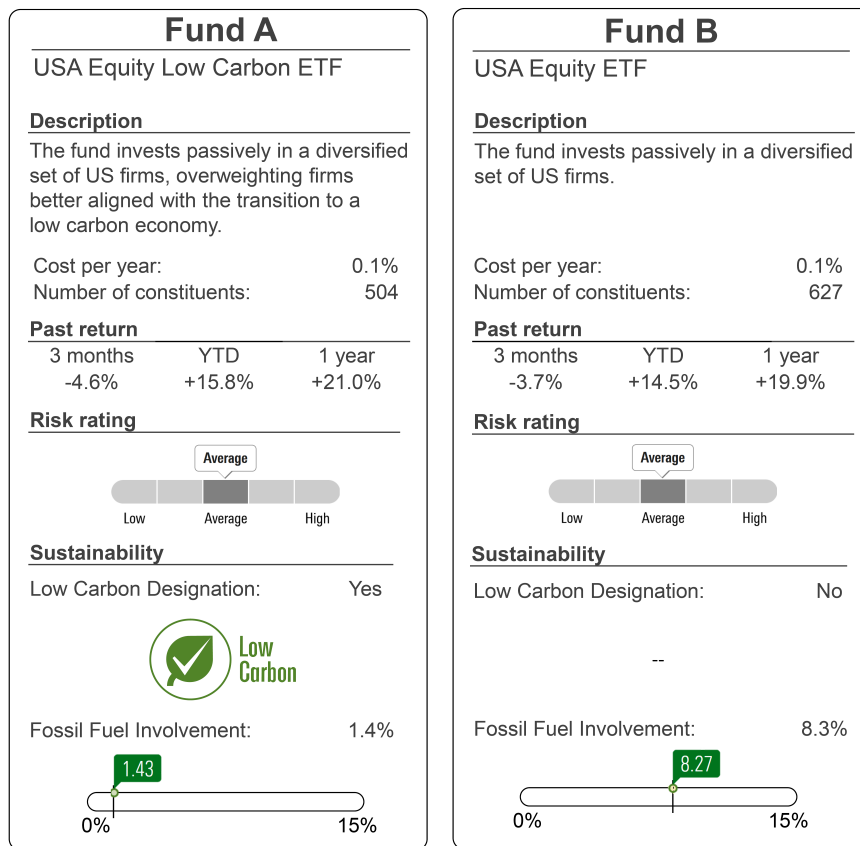 Fund A
USA Equity Low Carbon ETF
Description
The fund invests passively in a diversified
set of US firms, overweighting firms
better aligned with the transition to a
low carbon economy.
Cost per year: 0.1%
Number of constituents: 504
Past return
3 months YTD 1 year
-4.6% +15.8% +21.0%
Risk rating
Average
Low Average High
Sustainability
Low Carbon Designation: Yes
Low
Carbon
Fossil Fuel Involvement: 1.4%
1.43
0% 15%
Fund B
USA Equity ETF
Description
The fund invests passively in a diversified
set of US firms.
Cost per year: 0.1%
Number of constituents: 627
Past return
3 months YTD 1 year
-3.7% +14.5% +19.9%
Risk rating
Average
Low Average High
Sustainability
Low Carbon Designation: No
--
Fossil Fuel Involvement: 8.3%
8.27
0% 15%